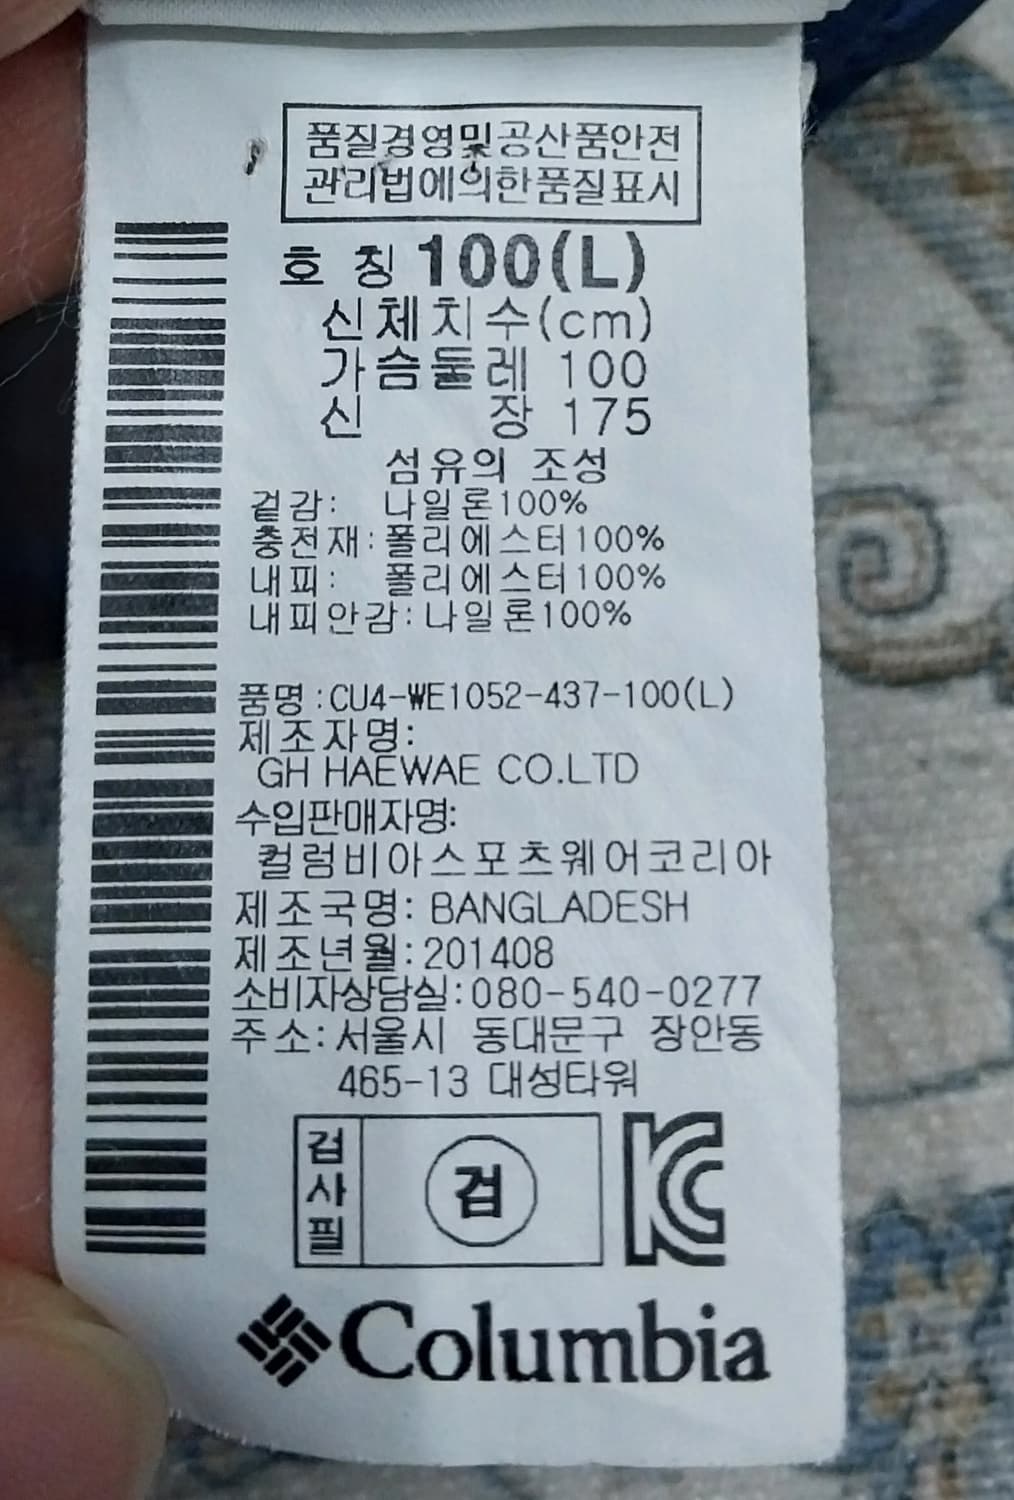 품질경영및공산품안전
관리법에의한품질표시
호 칭 100(L)
신체치수(cm)
가슴둘레 100
신 장 175
섬유의 조성
겉감: 나일론100%
충전재:폴리에스터100%
내피: 폴리에스터100%
내피안감:나일론100%
품명:CU4-WE1052-437-100(L)
제조자명:
GH HAEWAE CO.LTD
수입판매자명:
컬럼비아스포츠웨어코리아
제조국명: BANGLADESH
제조년월:201408
소비자상담실:080-540-0277
주소:서울시 동대문구 장안동
465-13 대성타워
검사필
검
KC
Columbia